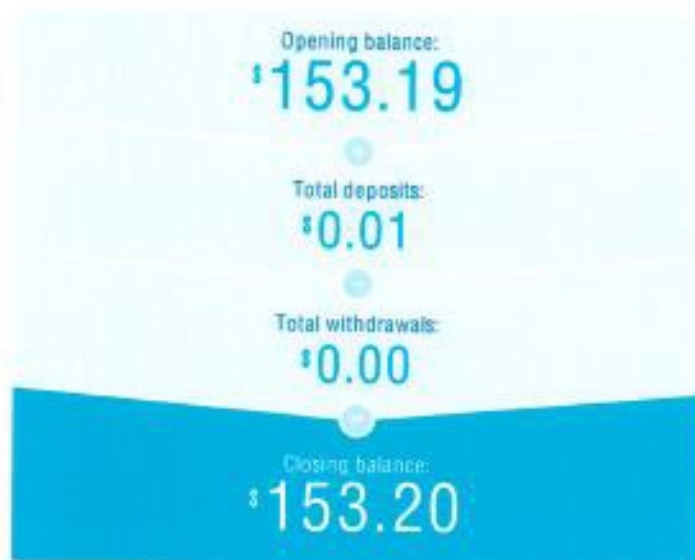 Opening balance:
$153.19
+
Total deposits:
$0.01
−
Total withdrawals:
$0.00
=
Closing balance:
$153.20